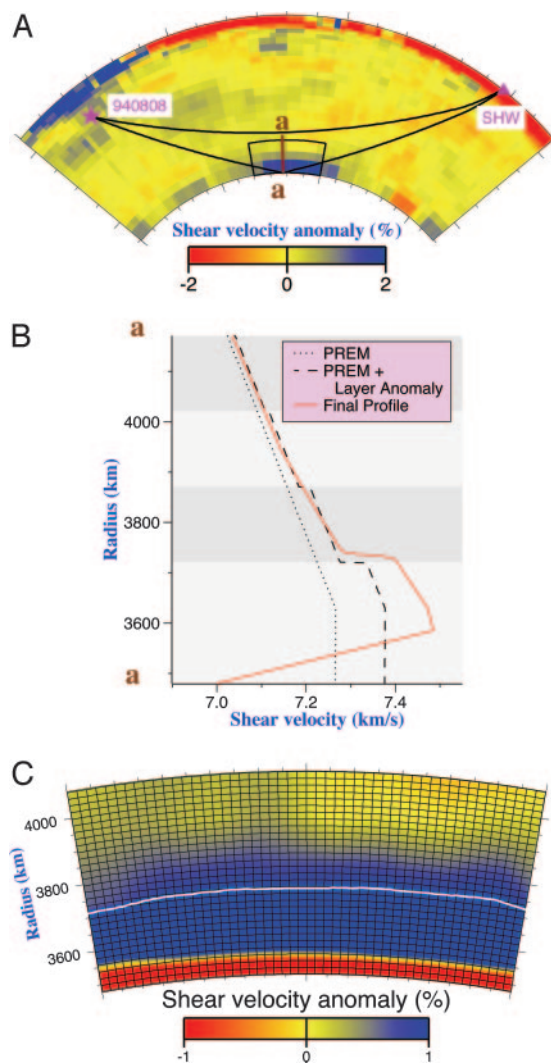 A
940808
SHW
a
a
Shear velocity anomaly (%)
-2 0 2
B
a
PREM
PREM +
Layer Anomaly
Final Profile
4000
3800
3600
Radius (km)
a
7.0 7.2 7.4
Shear velocity (km/s)
C
4000
3800
3600
Radius (km)
Shear velocity anomaly (%)
-1 0 1